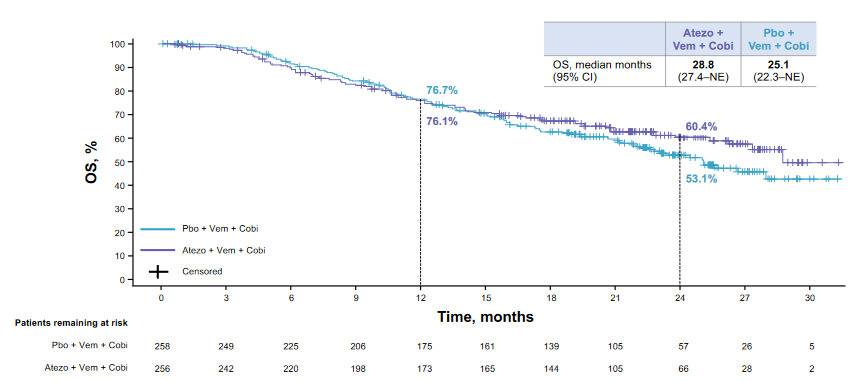 Atezo + Pbo +
Vem + Cobi Vem + Cobi
OS, median months 28.8 25.1
(95% CI) (27.4–NE) (22.3–NE)
OS, %
100
90
80
70
60
50
40
30
20
10
0
76.7%
76.1%
60.4%
53.1%
Pbo + Vem + Cobi
Atezo + Vem + Cobi
Censored
0 3 6 9 12 15 18 21 24 27 30
Time, months
Patients remaining at risk
Pbo + Vem + Cobi 258 249 225 206 175 161 139 105 57 26 5
Atezo + Vem + Cobi 256 242 220 198 173 165 144 105 66 28 2